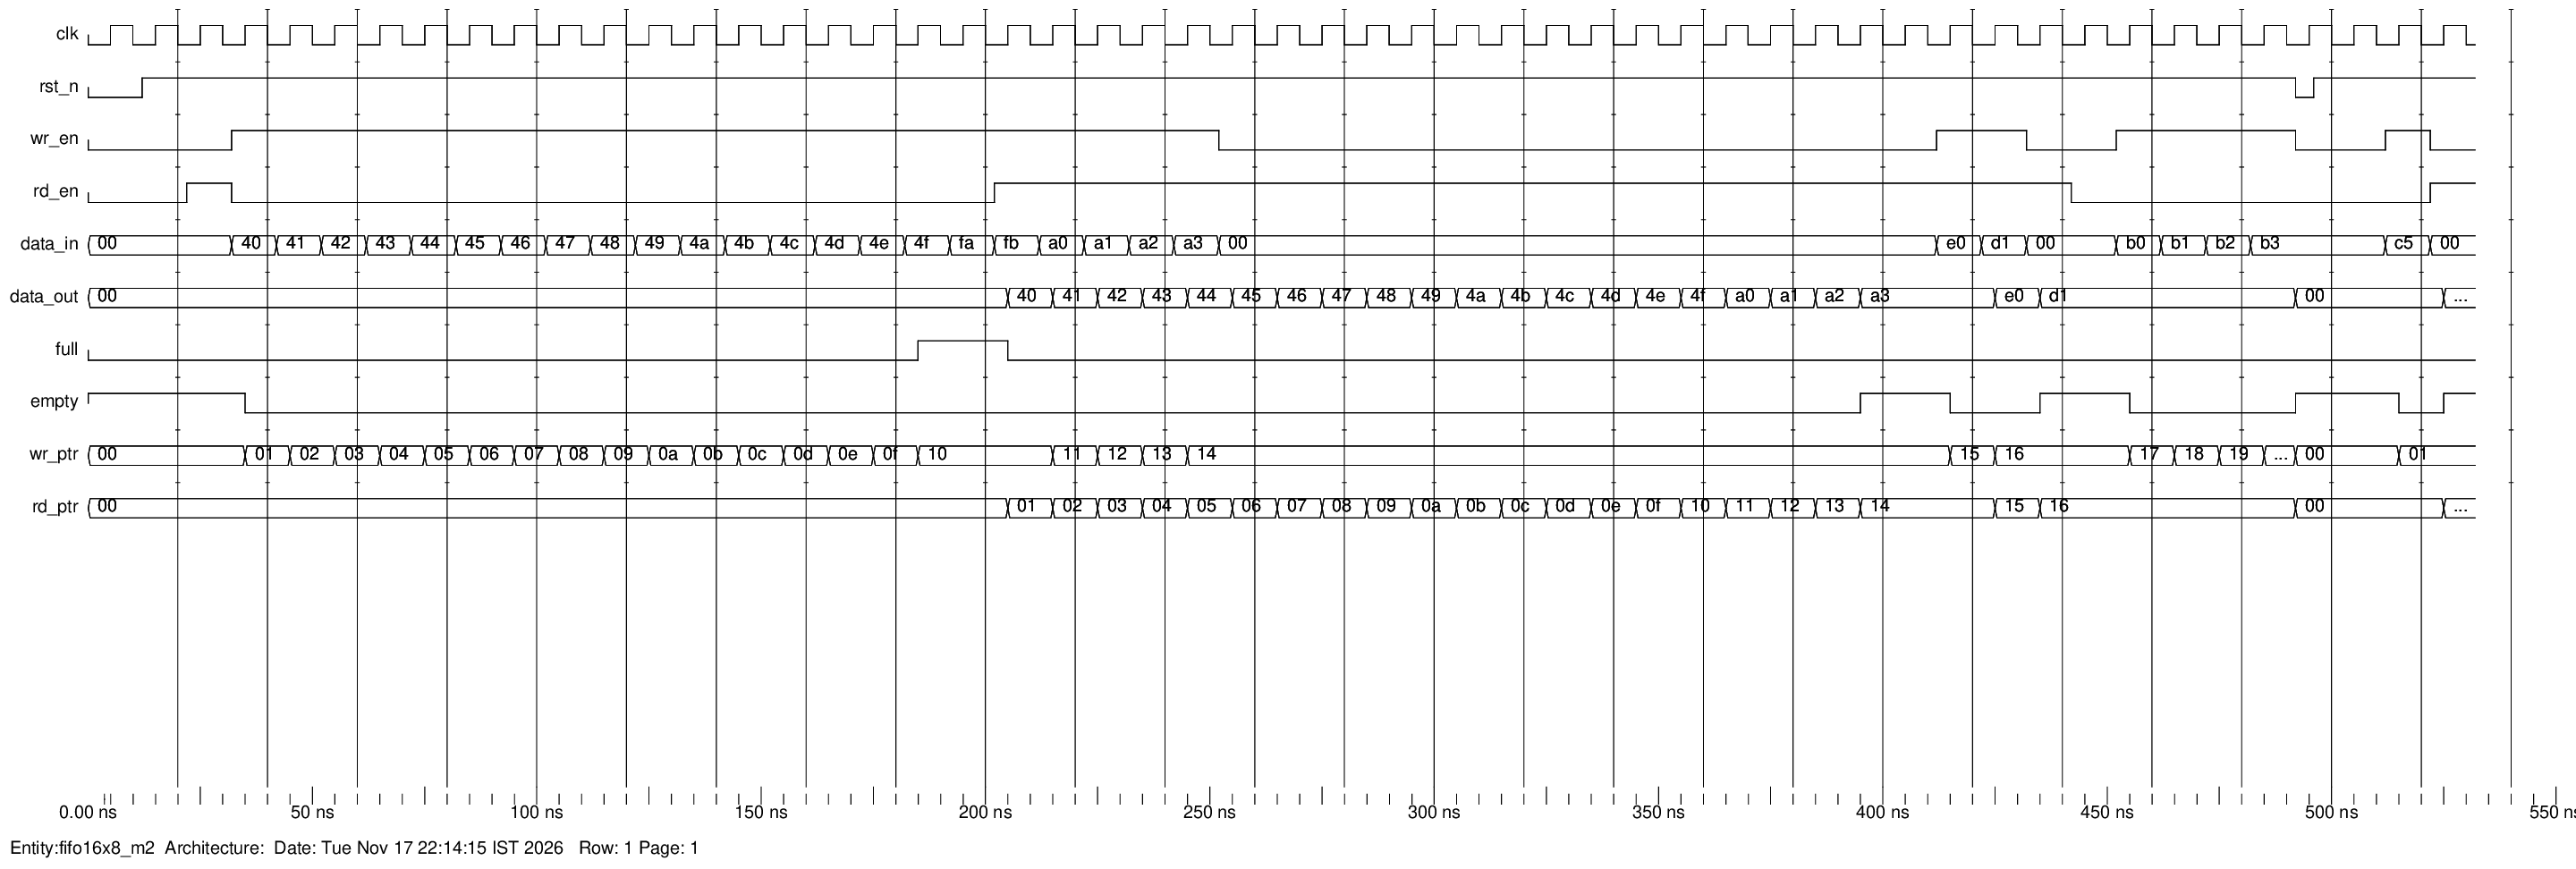 clk
rst_n
wr_en
rd_en
data_in 00 40 41 42 43 44 45 46 47 48 49 4a 4b 4c 4d 4e 4f fa fb a0 a1 a2 a3 00 e0 d1 00 b0 b1 b2 b3 c5 00
data_out 00 40 41 42 43 44 45 46 47 48 49 4a 4b 4c 4d 4e 4f a0 a1 a2 a3 e0 d1 00 ...
full
empty
wr_ptr 00 01 02 03 04 05 06 07 08 09 0a 0b 0c 0d 0e 0f 10 11 12 13 14 15 16 17 18 19 ... 00 01
rd_ptr 00 01 02 03 04 05 06 07 08 09 0a 0b 0c 0d 0e 0f 10 11 12 13 14 15 16 00 ...
0.00 ns 50 ns 100 ns 150 ns 200 ns 250 ns 300 ns 350 ns 400 ns 450 ns 500 ns 550 ns
Entity:fifo16x8_m2 Architecture: Date: Tue Nov 17 22:14:15 IST 2026 Row: 1 Page: 1